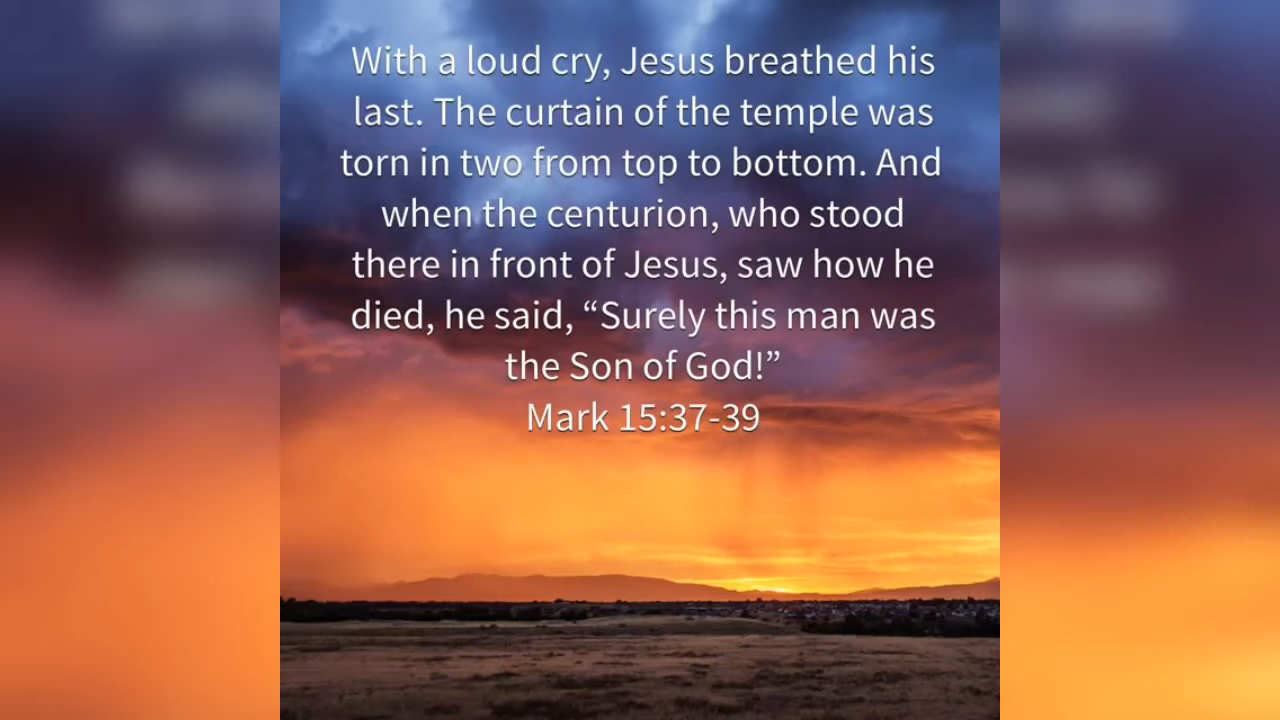 With a loud cry, Jesus breathed his
last. The curtain of the temple was
torn in two from top to bottom. And
when the centurion, who stood
there in front of Jesus, saw how he
died, he said, “Surely this man was
the Son of God!”
Mark 15:37-39